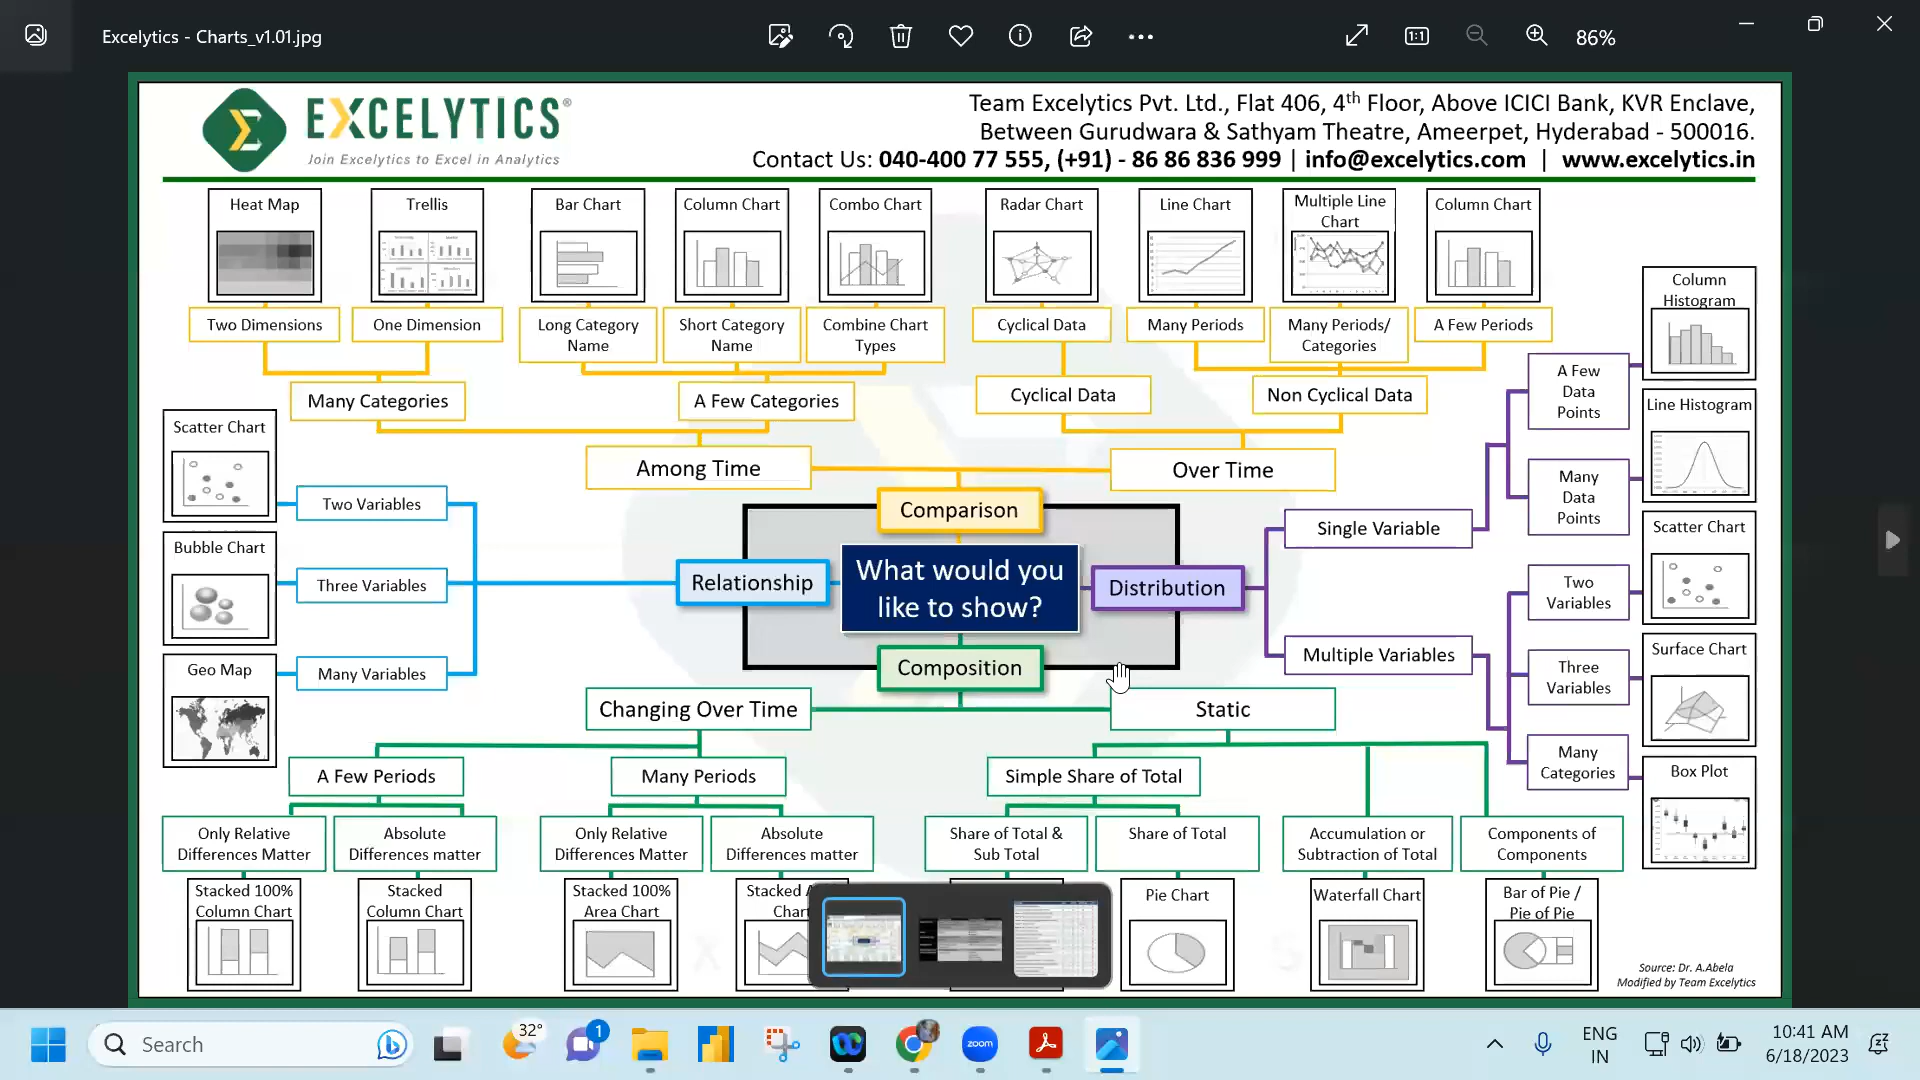 Excelytics - Charts_v1.01.jpg
1:1
86%
EXCELYTICS®
Join Excelytics to Excel in Analytics
Team Excelytics Pvt. Ltd., Flat 406, 4th Floor, Above ICICI Bank, KVR Enclave,
Between Gurudwara & Sathyam Theatre, Ameerpet, Hyderabad - 500016.
Contact Us: 040-400 77 555, (+91) - 86 86 836 999 | info@excelytics.com | www.excelytics.in
Heat Map
Trellis
Bar Chart
Column Chart
Combo Chart
Radar Chart
Line Chart
Multiple Line
Chart
Column Chart
Two Dimensions
One Dimension
Long Category
Name
Short Category
Name
Combine Chart
Types
Cyclical Data
Many Periods
Many Periods/
Categories
A Few Periods
Many Categories
A Few Categories
Cyclical Data
Non Cyclical Data
Among Time
Over Time
Comparison
Scatter Chart
Two Variables
Bubble Chart
Three Variables
Geo Map
Many Variables
Relationship
What would you
like to show?
Distribution
Single Variable
A Few
Data
Points
Column
Histogram
Many
Data
Points
Line Histogram
Multiple Variables
Two
Variables
Scatter Chart
Three
Variables
Surface Chart
Many
Categories
Box Plot
Composition
Changing Over Time
Static
A Few Periods
Many Periods
Simple Share of Total
Only Relative
Differences Matter
Absolute
Differences matter
Only Relative
Differences Matter
Absolute
Differences matter
Share of Total &
Sub Total
Share of Total
Accumulation or
Subtraction of Total
Components of
Components
Stacked 100%
Column Chart
Stacked
Column Chart
Stacked 100%
Area Chart
Stacked
Pie Chart
Waterfall Chart
Bar of Pie /
Pie of Pie
Source: Dr. A.Abela
Modified by Team Excelytics
Search
32°
1
zoom
ENG
IN
10:41 AM
6/18/2023